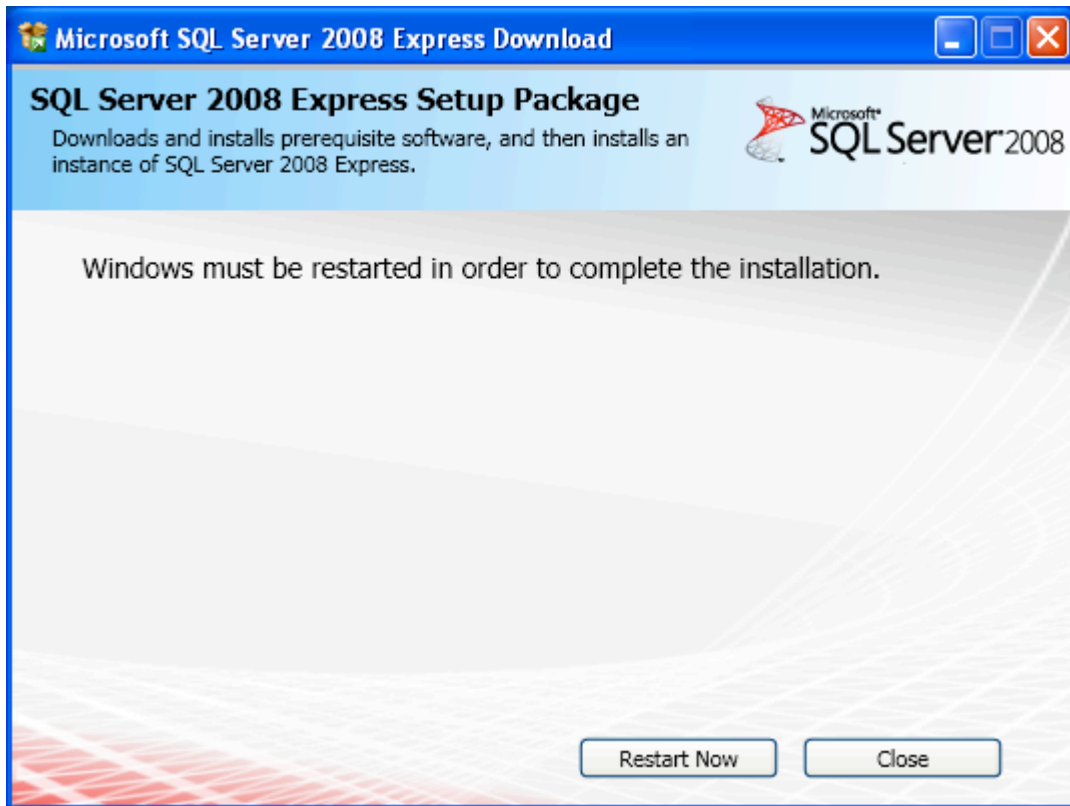 Microsoft SQL Server 2008 Express Download
SQL Server 2008 Express Setup Package
Downloads and installs prerequisite software, and then installs an
instance of SQL Server 2008 Express.
Microsoft®
SQL Server®2008
Windows must be restarted in order to complete the installation.
Restart Now
Close